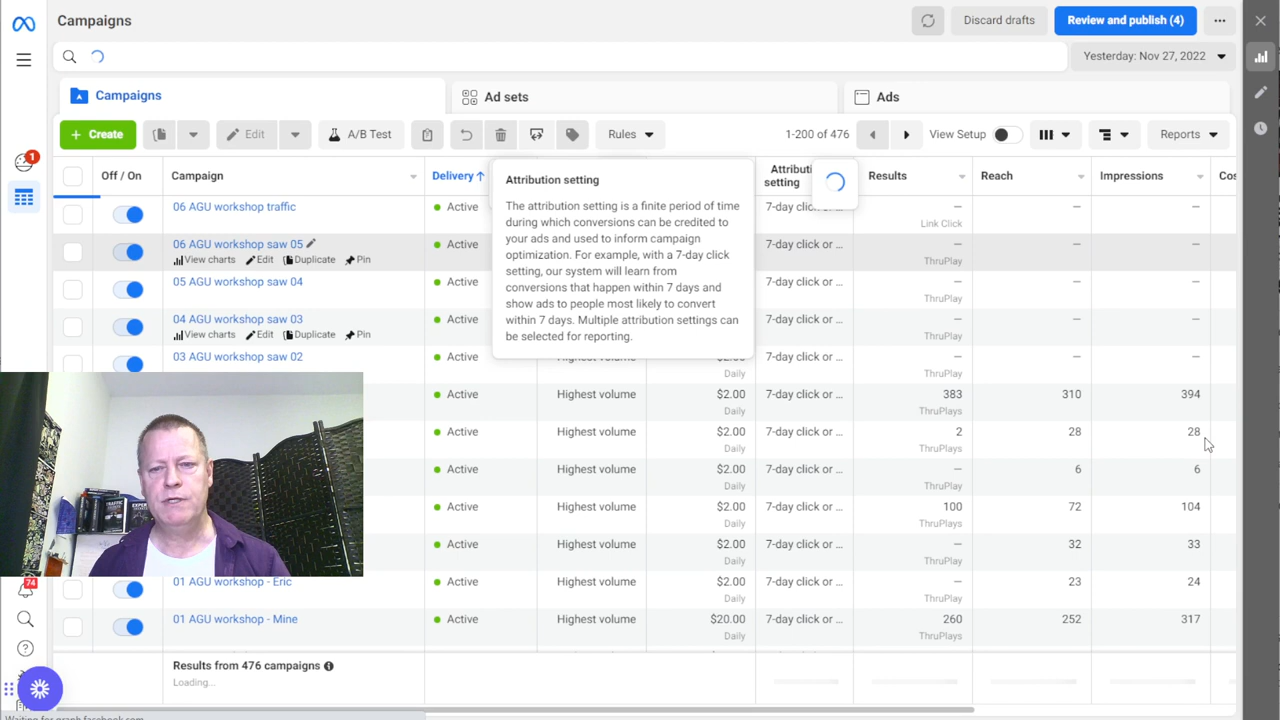 Campaigns
Discard drafts
Review and publish (4)
Yesterday: Nov 27, 2022
Campaigns
Ad sets
Ads
+ Create
Edit
A/B Test
Rules
1-200 of 476
View Setup
Reports
1
Off / On
Campaign
Delivery ↑
Attribution setting
Results
Reach
Impressions
06 AGU workshop traffic
Active
7-day clic
—
—
—
Link Click
06 AGU workshop saw 05
Active
7-day click or ...
—
—
—
View charts Edit Duplicate Pin
ThruPlay
05 AGU workshop saw 04
Active
7-day click or ...
—
—
—
ThruPlay
04 AGU workshop saw 03
Active
7-day click or ...
—
—
—
View charts Edit Duplicate Pin
ThruPlay
03 AGU workshop saw 02
Active
7-day click or ...
—
—
—
Daily
ThruPlay
Attribution setting
The attribution setting is a finite period of time
during which conversions can be credited to
your ads and used to inform campaign
optimization. For example, with a 7-day click
setting, our system will learn from
conversions that happen within 7 days and
show ads to people most likely to convert
within 7 days. Multiple attribution settings can
be selected for reporting.
Active Highest volume $2.00 7-day click or ... 383 310 394
Daily ThruPlays
Active Highest volume $2.00 7-day click or ... 2 28 28
Daily ThruPlays
Active Highest volume $2.00 7-day click or ... — 6 6
Daily ThruPlay
Active Highest volume $2.00 7-day click or ... 100 72 104
Daily ThruPlays
Active Highest volume $2.00 7-day click or ... — 32 33
Daily ThruPlay
01 AGU workshop - Eric Active Highest volume $2.00 7-day click or ... — 23 24
Daily ThruPlay
01 AGU workshop - Mine Active Highest volume $20.00 7-day click or ... 260 252 317
Daily ThruPlays
74
Results from 476 campaigns
Loading...